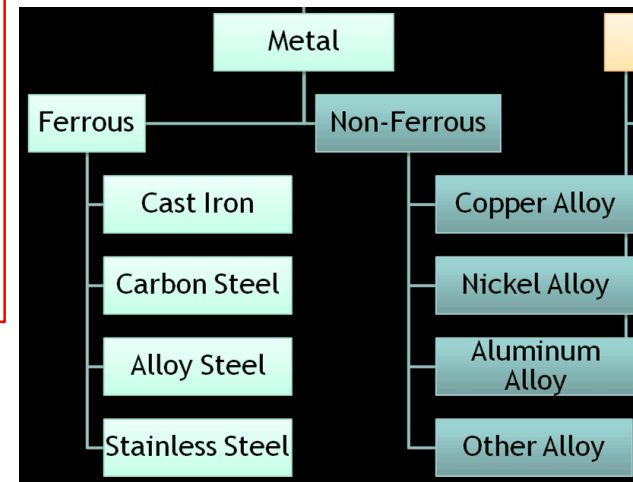 Metal
Ferrous
Non-Ferrous
Cast Iron
Copper Alloy
Carbon Steel
Nickel Alloy
Alloy Steel
Aluminum
Alloy
Stainless Steel
Other Alloy